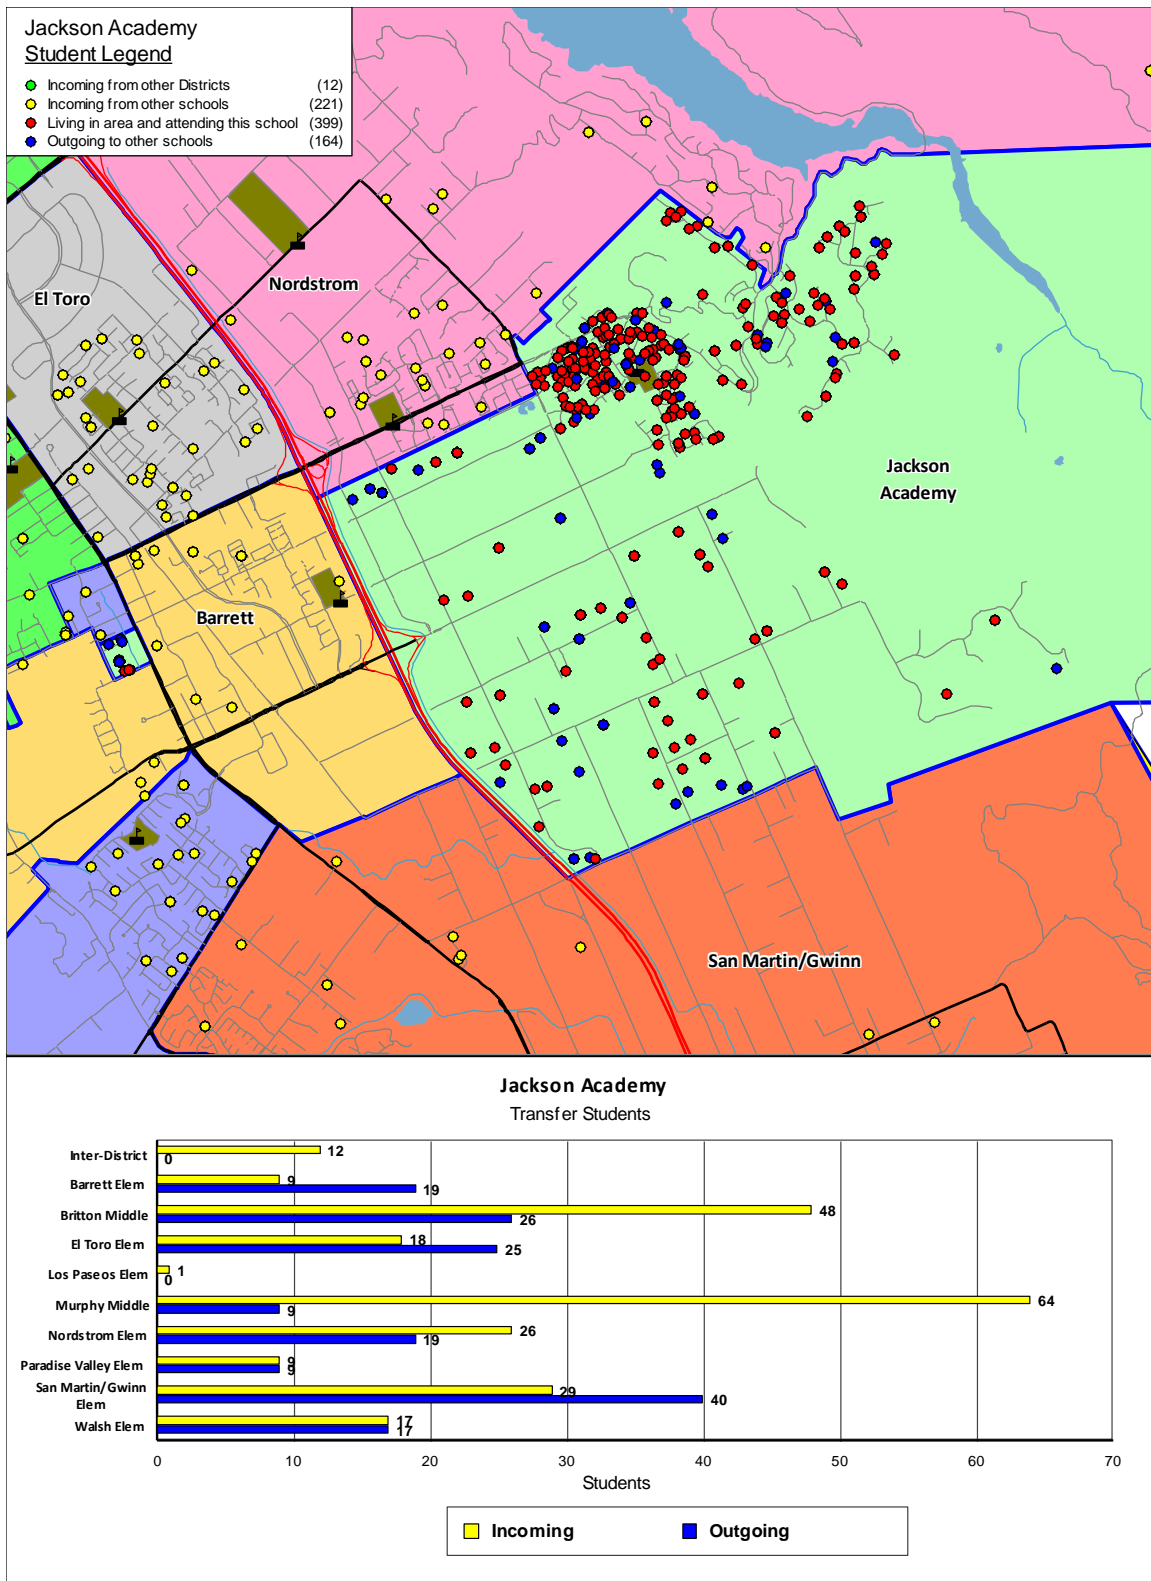 Jackson Academy
Student Legend
Incoming from other Districts (12)
Incoming from other schools (221)
Living in area and attending this school (399)
Outgoing to other schools (164)
El Toro
Nordstrom
Jackson
Academy
Barrett
San Martin/Gwinn
Jackson Academy
Transfer Students
Inter-District 12 0
Barrett Elem 9 19
Britton Middle 48 26
El Toro Elem 18 25
Los Paseos Elem 1 0
Murphy Middle 64 9
Nordstrom Elem 26 19
Paradise Valley Elem 9 9
San Martin/Gwinn
Elem 29 40
Walsh Elem 17 17
0 10 20 30 40 50 60 70
Students
Incoming Outgoing